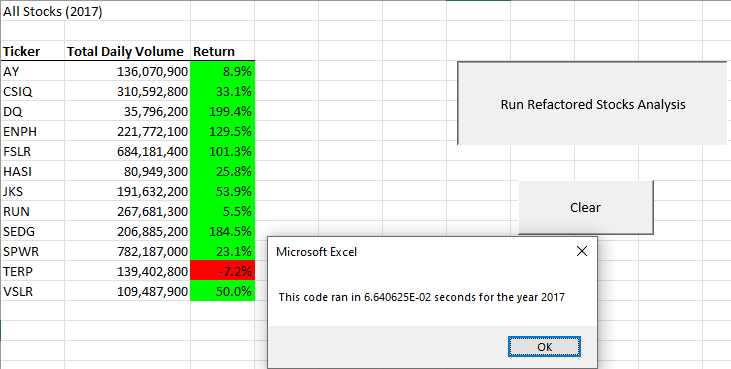 All Stocks (2017)
Ticker Total Daily Volume Return
AY 136,070,900 8.9%
CSIQ 310,592,800 33.1%
DQ 35,796,200 199.4%
ENPH 221,772,100 129.5%
FSLR 684,181,400 101.3%
HASI 80,949,300 25.8%
JKS 191,632,200 53.9%
RUN 267,681,300 5.5%
SEDG 206,885,200 184.5%
SPWR 782,187,000 23.1%
TERP 139,402,800 -7.2%
VSLR 109,487,900 50.0%
Run Refactored Stocks Analysis
Clear
Microsoft Excel
This code ran in 6.640625E-02 seconds for the year 2017
OK